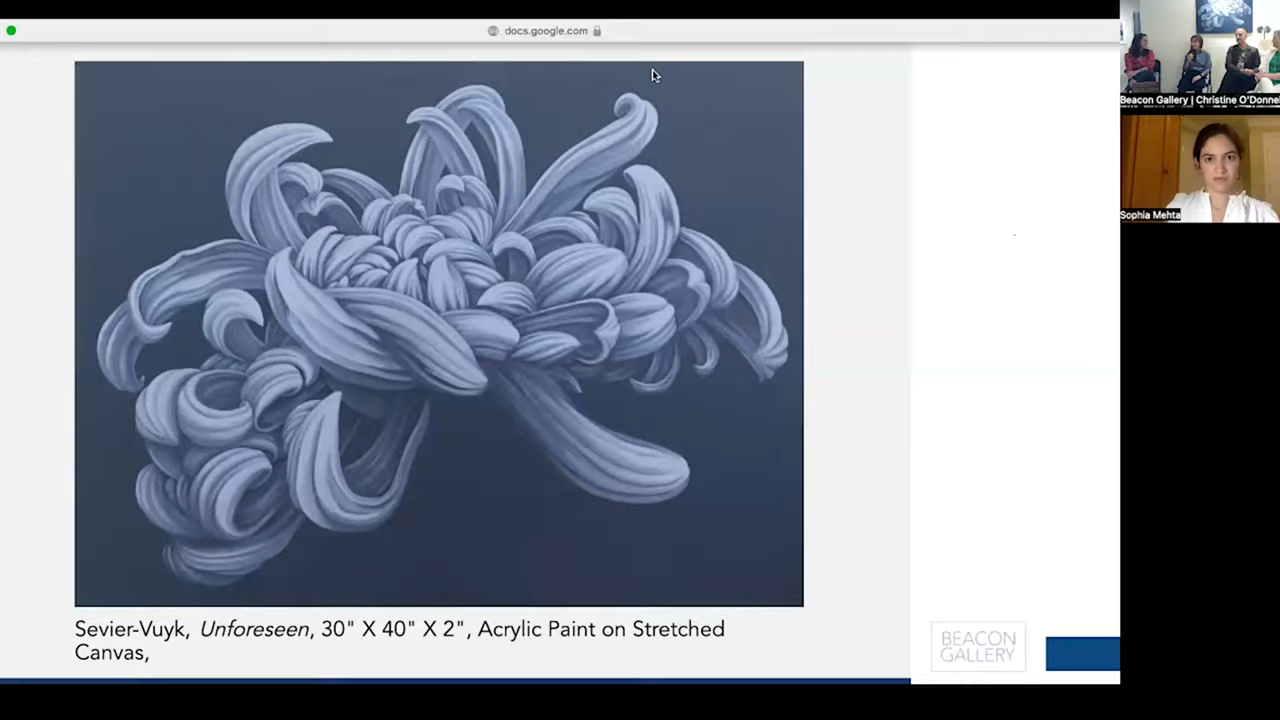 docs.google.com
Beacon Gallery | Christine O'Donnel
Sophia Mehta
Sevier-Vuyk, Unforeseen, 30" X 40" X 2", Acrylic Paint on Stretched
Canvas,
BEACON
GALLERY